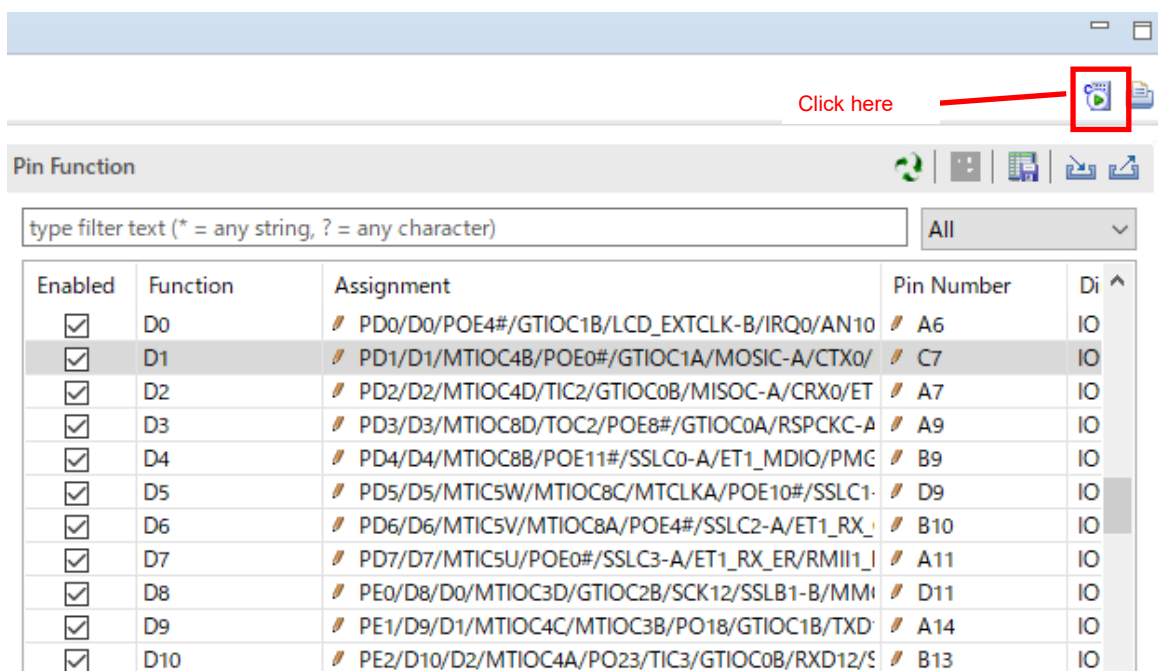 Click here
Pin Function
type filter text (* = any string, ? = any character)
All
Enabled Function Assignment Pin Number Di
D0 PD0/D0/POE4#/GTIOC1B/LCD_EXTCLK-B/IRQ0/AN10 A6 IO
D1 PD1/D1/MTIOC4B/POE0#/GTIOC1A/MOSIC-A/CTX0/ C7 IO
D2 PD2/D2/MTIOC4D/TIC2/GTIOC0B/MISOC-A/CRX0/ET A7 IO
D3 PD3/D3/MTIOC8D/TOC2/POE8#/GTIOC0A/RSPCKC-A A9 IO
D4 PD4/D4/MTIOC8B/POE11#/SSLC0-A/ET1_MDIO/PMG B9 IO
D5 PD5/D5/MTIC5W/MTIOC8C/MTCLKA/POE10#/SSLC1- D9 IO
D6 PD6/D6/MTIC5V/MTIOC8A/POE4#/SSLC2-A/ET1_RX_ B10 IO
D7 PD7/D7/MTIC5U/POE0#/SSLC3-A/ET1_RX_ER/RMII1_ A11 IO
D8 PE0/D8/D0/MTIOC3D/GTIOC2B/SCK12/SSLB1-B/MM D11 IO
D9 PE1/D9/D1/MTIOC4C/MTIOC3B/PO18/GTIOC1B/TXD A14 IO
D10 PE2/D10/D2/MTIOC4A/PO23/TIC3/GTIOC0B/RXD12/S B13 IO